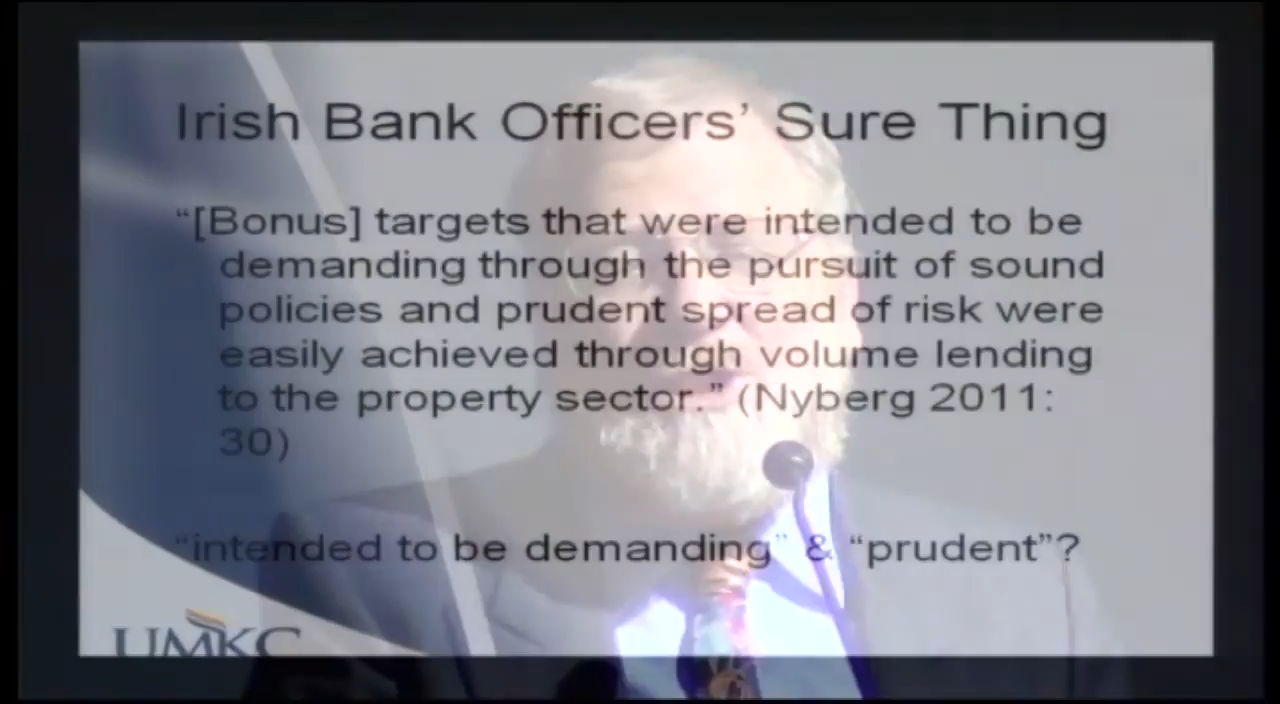 Irish Bank Officers’ Sure Thing
“[Bonus] targets that were intended to be
demanding through the pursuit of sound
policies and prudent spread of risk were
easily achieved through volume lending
to the property sector.” (Nyberg 2011:
30)
“intended to be demanding” & “prudent”?
UMKC